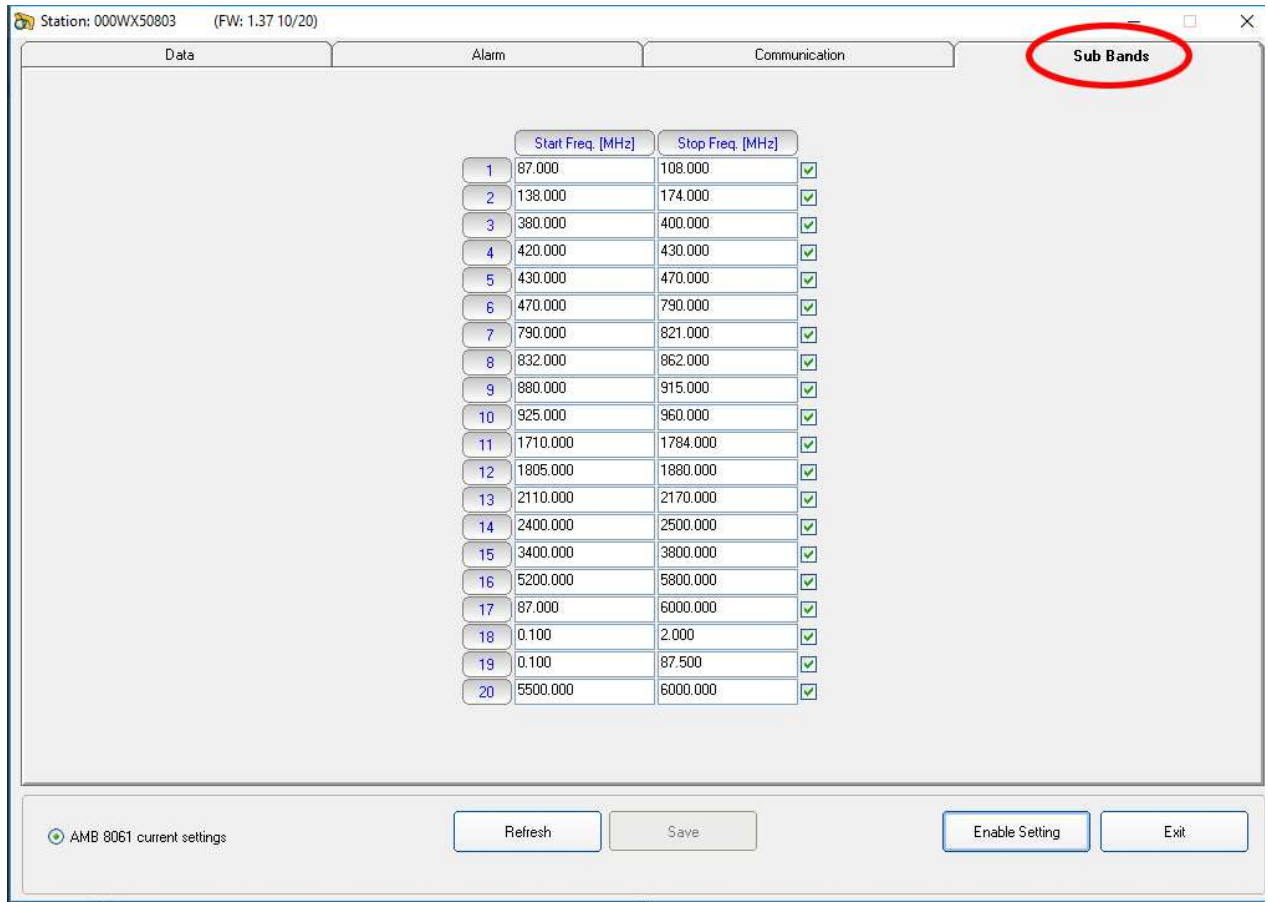 Station: 000WX50803 (FW: 1.37 10/20)
Data Alarm Communication Sub Bands
Start Freq. [MHz] Stop Freq. [MHz]
1 87.000 108.000
2 138.000 174.000
3 380.000 400.000
4 420.000 430.000
5 430.000 470.000
6 470.000 790.000
7 790.000 821.000
8 832.000 862.000
9 880.000 915.000
10 925.000 960.000
11 1710.000 1784.000
12 1805.000 1880.000
13 2110.000 2170.000
14 2400.000 2500.000
15 3400.000 3800.000
16 5200.000 5800.000
17 87.000 6000.000
18 0.100 2.000
19 0.100 87.500
20 5500.000 6000.000
AMB 8061 current settings Refresh Save Enable Setting Exit